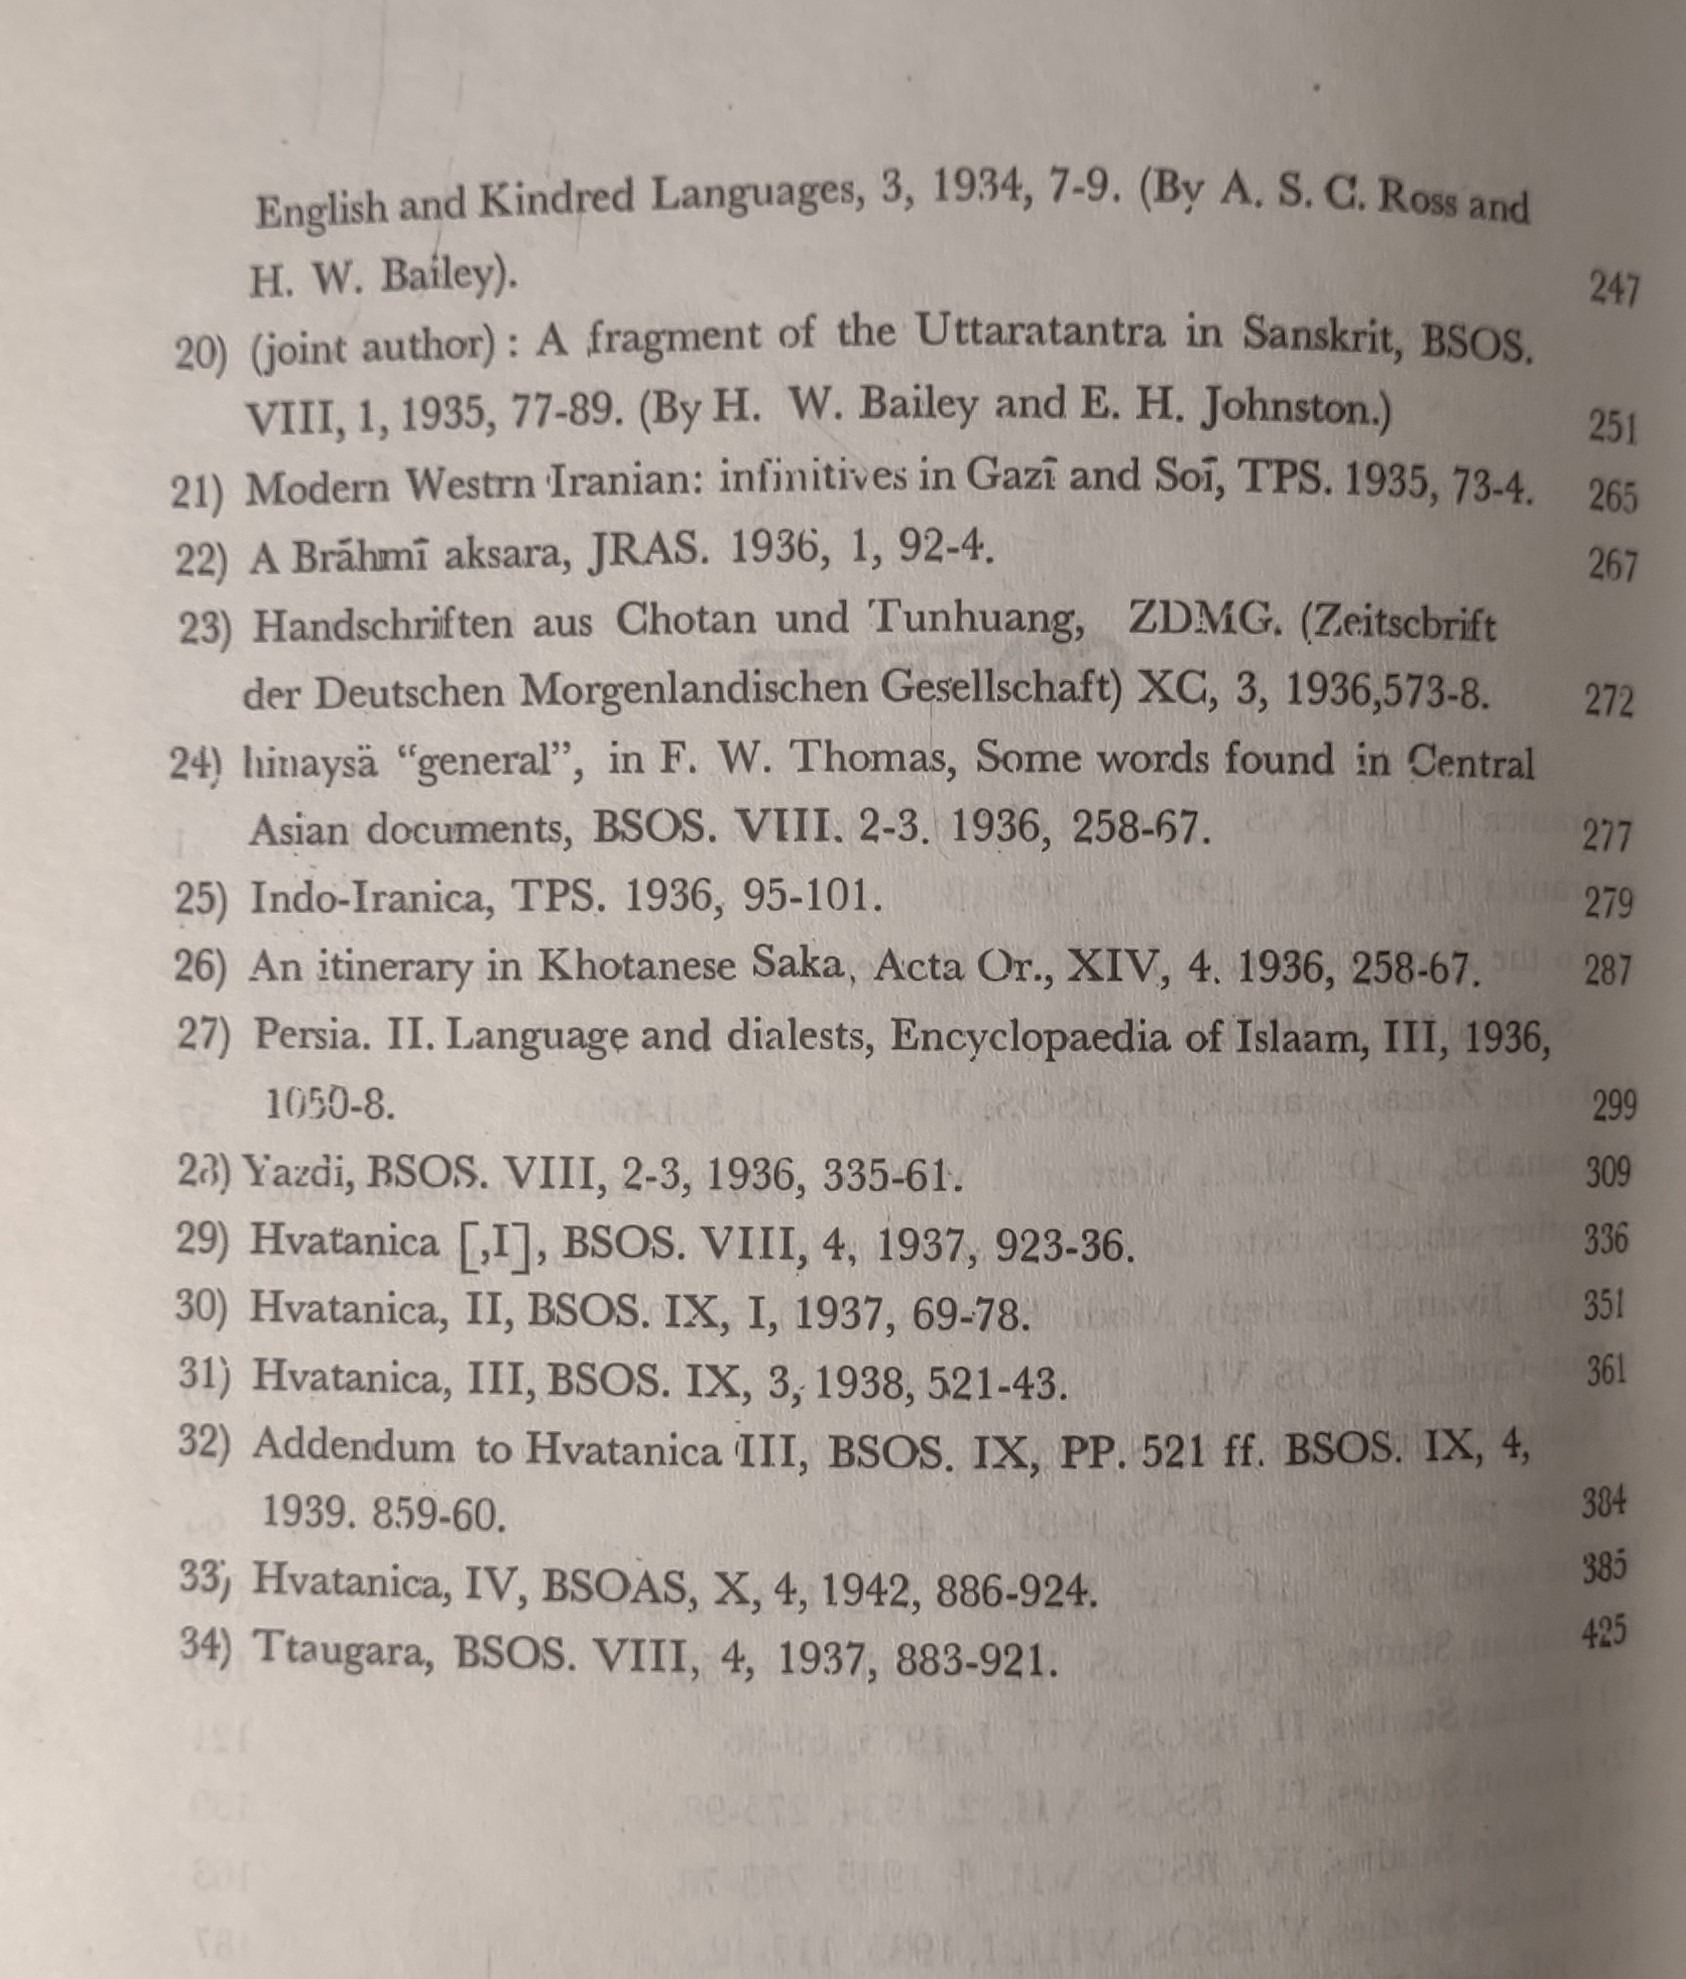 English and Kindred Languages, 3, 1934, 7-9. (By A. S. C. Ross and
H. W. Bailey). 247
20) (joint author) : A fragment of the Uttaratantra in Sanskrit, BSOS.
VIII, 1, 1935, 77-89. (By H. W. Bailey and E. H. Johnston.) 251
21) Modern Westrn Iranian: infinitives in Gazī and Soī, TPS. 1935, 73-4. 265
22) A Brāhmī aksara, JRAS. 1936, 1, 92-4. 267
23) Handschriften aus Chotan und Tunhuang, ZDMG. (Zeitscbrift
der Deutschen Morgenlandischen Gesellschaft) XC, 3, 1936,573-8. 272
24) hinaysä “general”, in F. W. Thomas, Some words found in Central
Asian documents, BSOS. VIII. 2-3. 1936, 258-67. 277
25) Indo-Iranica, TPS. 1936, 95-101. 279
26) An itinerary in Khotanese Saka, Acta Or., XIV, 4. 1936, 258-67. 287
27) Persia. II. Language and dialests, Encyclopaedia of Islaam, III, 1936,
1050-8. 299
28) Yazdi, BSOS. VIII, 2-3, 1936, 335-61. 309
29) Hvatanica [,I], BSOS. VIII, 4, 1937, 923-36. 336
30) Hvatanica, II, BSOS. IX, I, 1937, 69-78. 351
31) Hvatanica, III, BSOS. IX, 3, 1938, 521-43. 361
32) Addendum to Hvatanica III, BSOS. IX, PP. 521 ff. BSOS. IX, 4,
1939. 859-60. 384
33) Hvatanica, IV, BSOAS, X, 4, 1942, 886-924. 385
34) Ttaugara, BSOS. VIII, 4, 1937, 883-921. 425